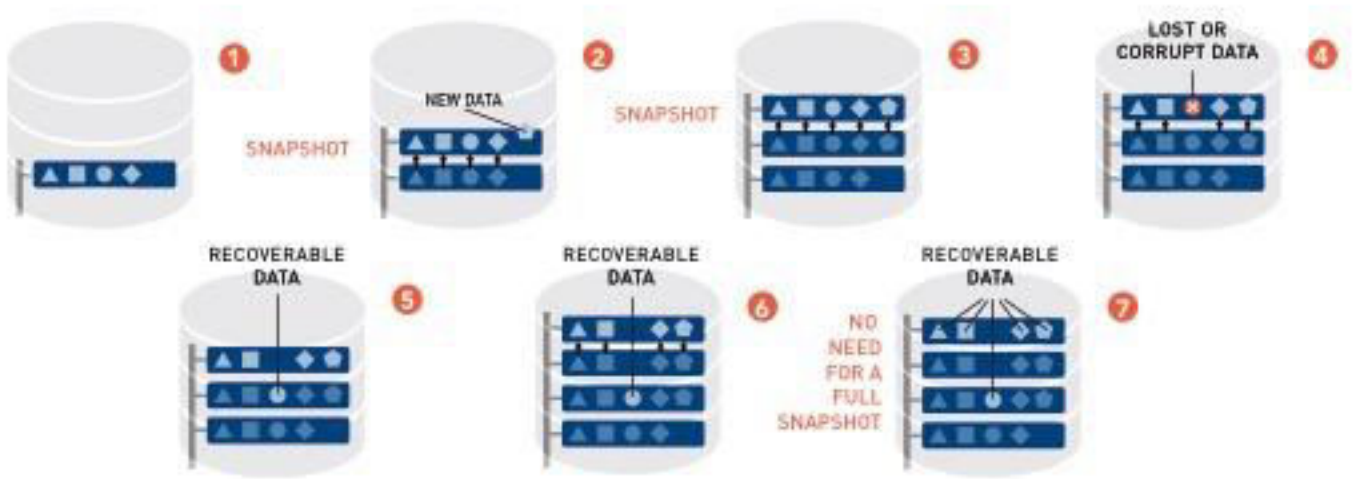 1
SNAPSHOT
2
NEW DATA
SNAPSHOT
3
LOST OR
CORRUPT DATA
4
RECOVERABLE
DATA
5
RECOVERABLE
DATA
6
NO
NEED
FOR A
FULL
SNAPSHOT
RECOVERABLE
DATA
7